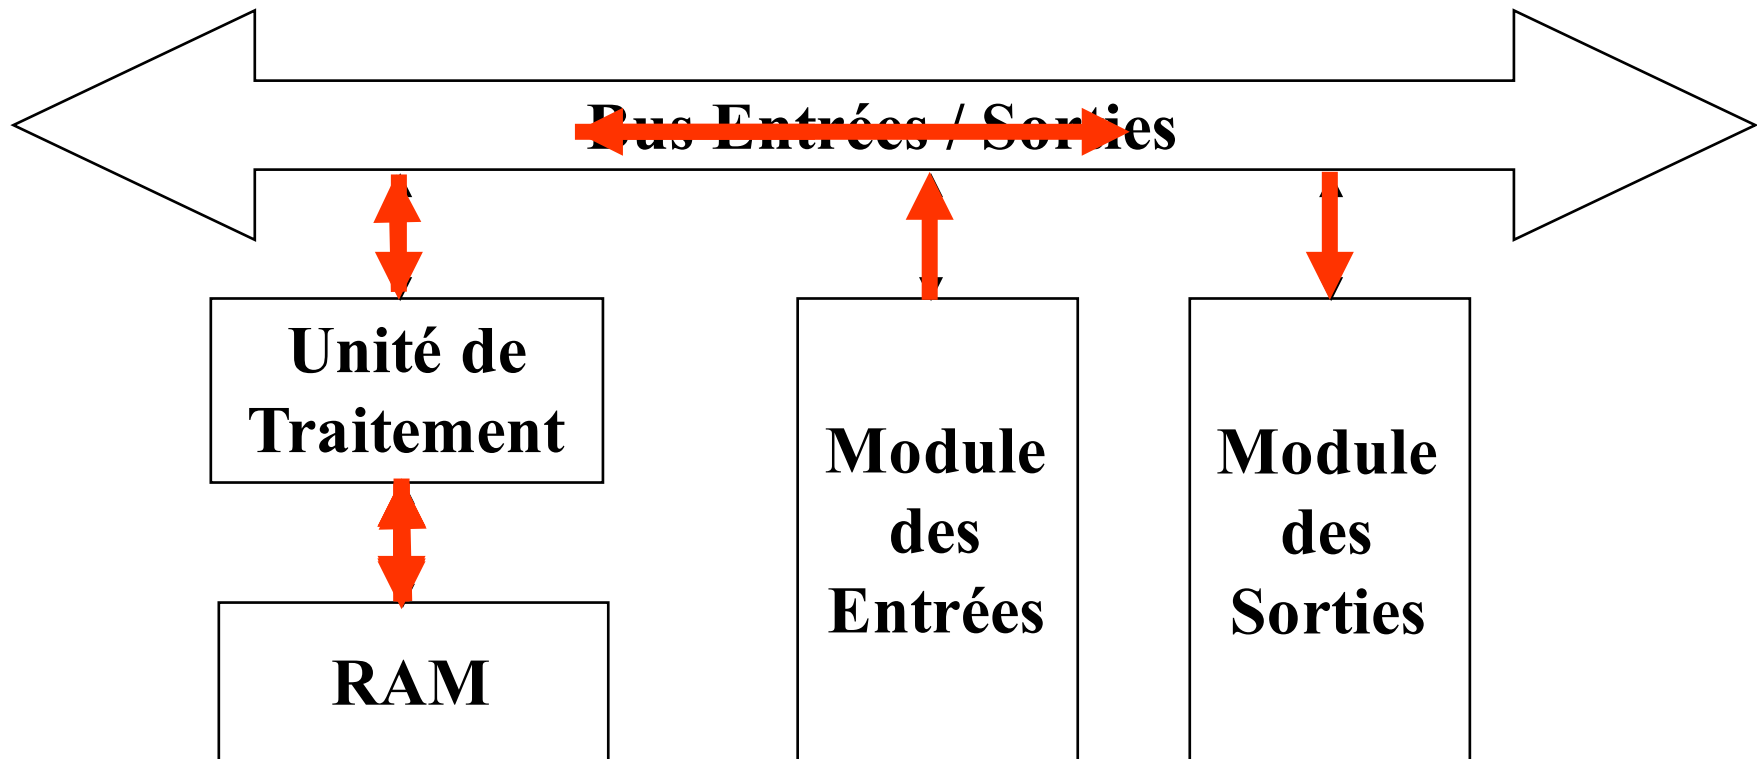 Bus Entrées / Sorties
Unité de
Traitement
Module
des
Entrées
Module
des
Sorties
RAM